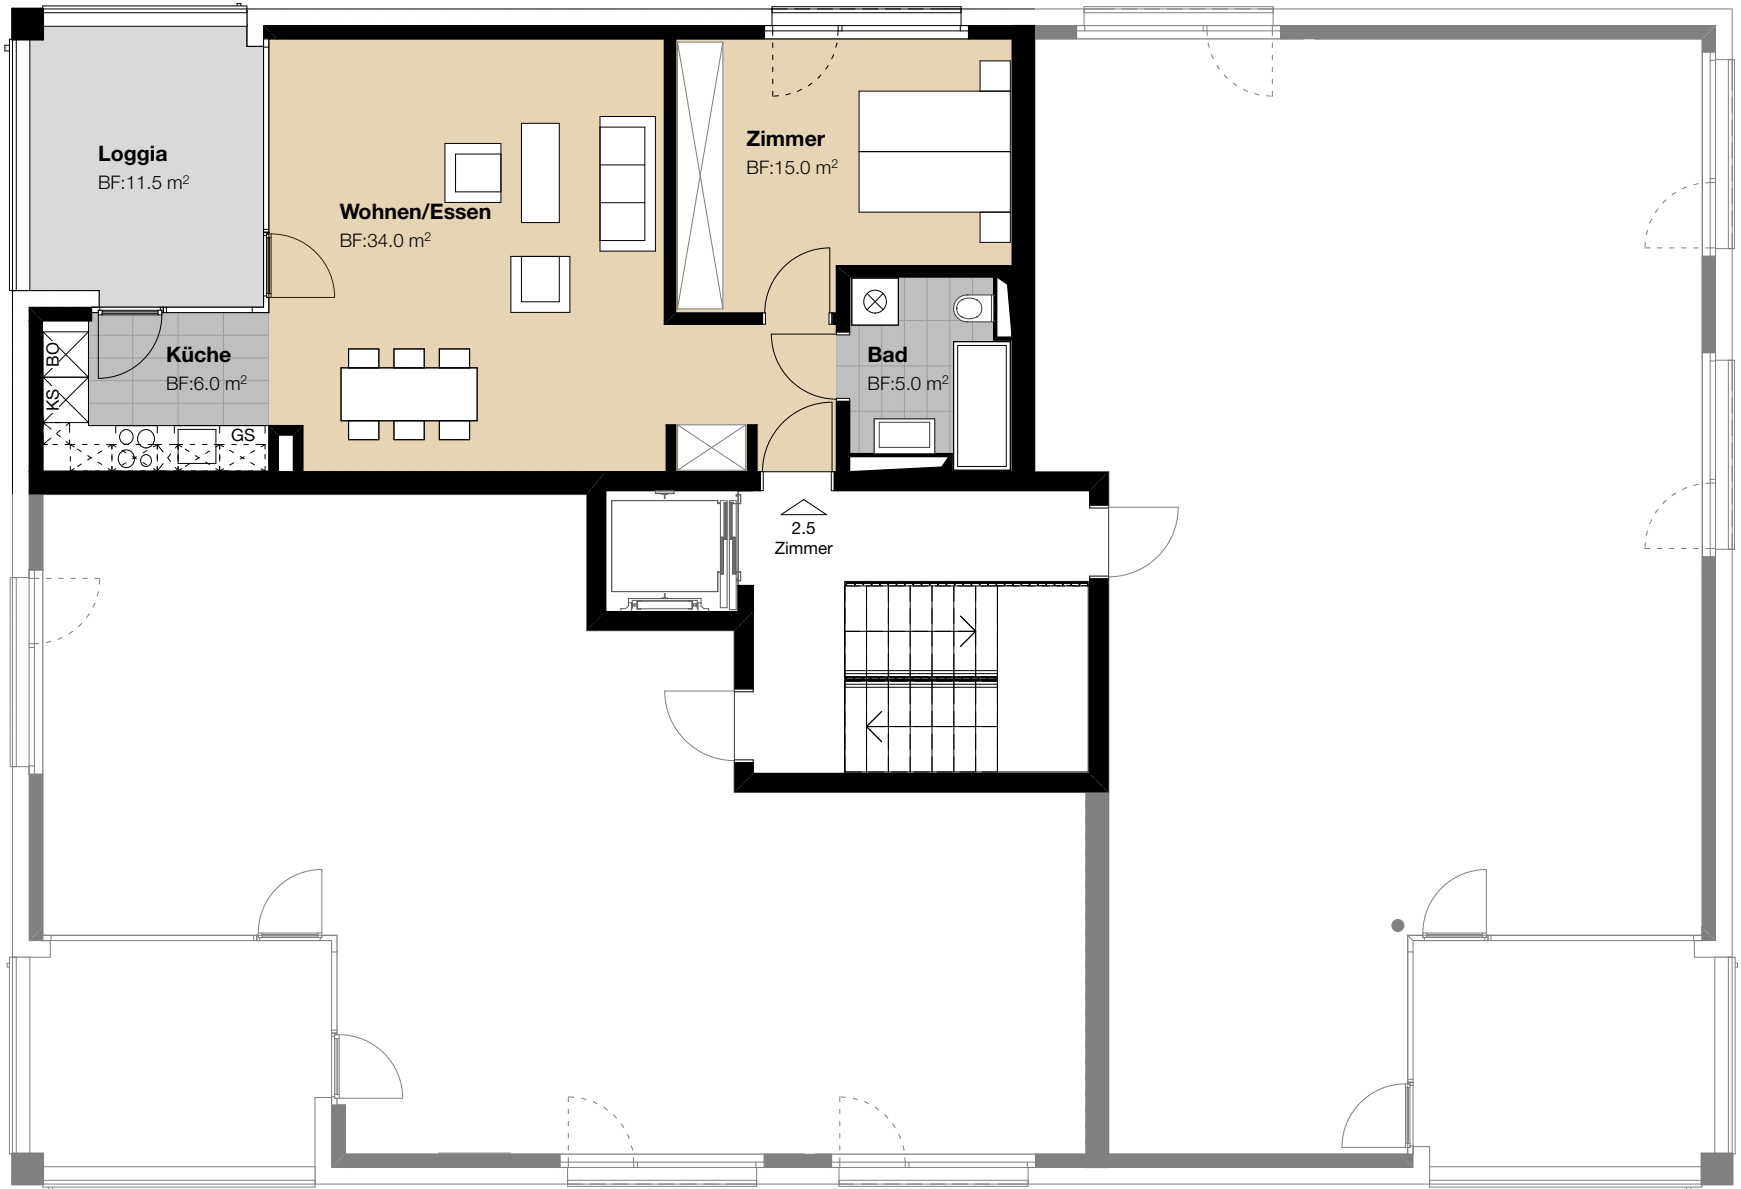 Loggia
BF:11.5 m²
Wohnen/Essen
BF:34.0 m²
Zimmer
BF:15.0 m²
Küche
BF:6.0 m²
BO
KS
GS
Bad
BF:5.0 m²
2.5
Zimmer